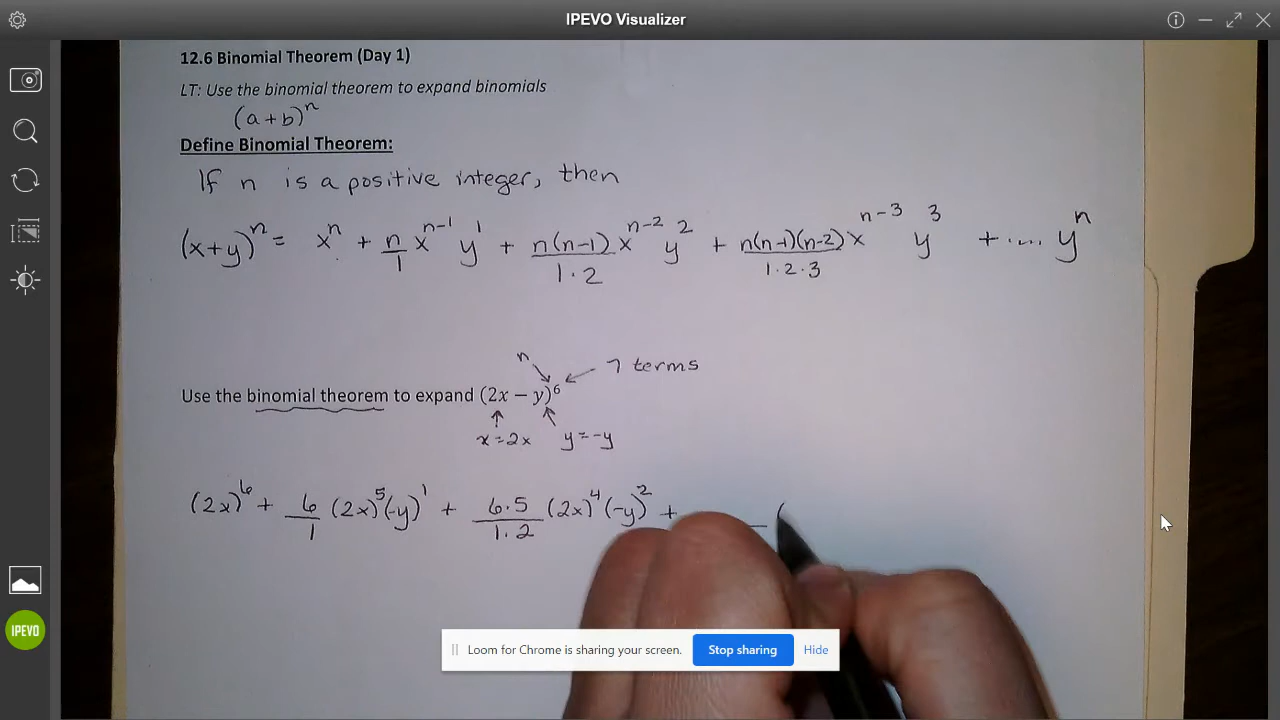 IPEVO Visualizer
12.6 Binomial Theorem (Day 1)
LT: Use the binomial theorem to expand binomials
(a+b)^n
Define Binomial Theorem:
If n is a positive integer, then
(x+y)^n = x^n + n/1 x^(n-1) y^1 + n(n-1)/(1·2) x^(n-2) y^2 + n(n-1)(n-2)/(1·2·3) x^(n-3) y^3 + .... y^n
n
7 terms
Use the binomial theorem to expand (2x − y)^6
x=2x y=-y
(2x)^6 + 6/1 (2x)^5 (-y)^1 + 6·5/(1·2) (2x)^4 (-y)^2 + (
Loom for Chrome is sharing your screen. Stop sharing Hide
IPEVO